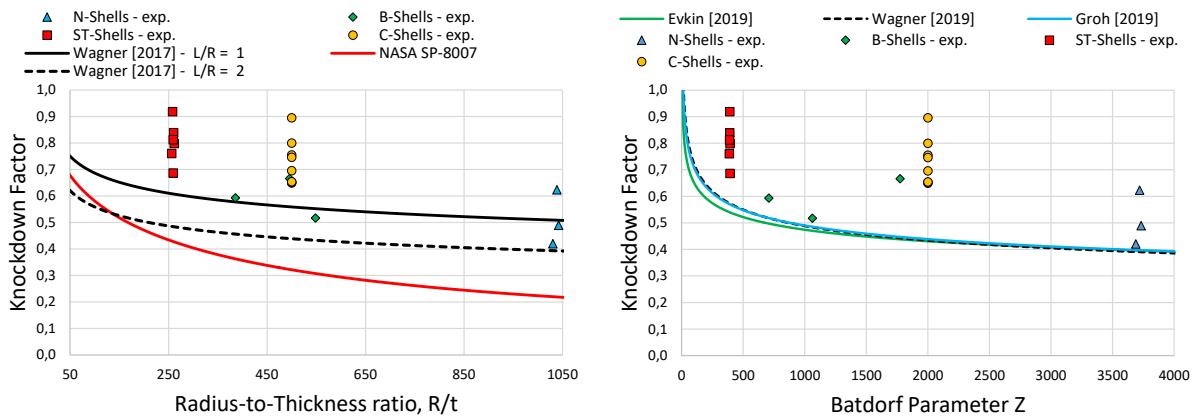 N-Shells - exp.
B-Shells - exp.
ST-Shells - exp.
C-Shells - exp.
Wagner [2017] - L/R = 1
NASA SP-8007
Wagner [2017] - L/R = 2
1,0
0,9
0,8
0,7
0,6
0,5
0,4
0,3
0,2
0,1
0,0
Knockdown Factor
50
250
450
650
850
1050
Radius-to-Thickness ratio, R/t
Evkin [2019]
Wagner [2019]
Groh [2019]
N-Shells - exp.
B-Shells - exp.
ST-Shells - exp.
C-Shells - exp.
1,0
0,9
0,8
0,7
0,6
0,5
0,4
0,3
0,2
0,1
0,0
Knockdown Factor
0
500
1000
1500
2000
2500
3000
3500
4000
Batdorf Parameter Z